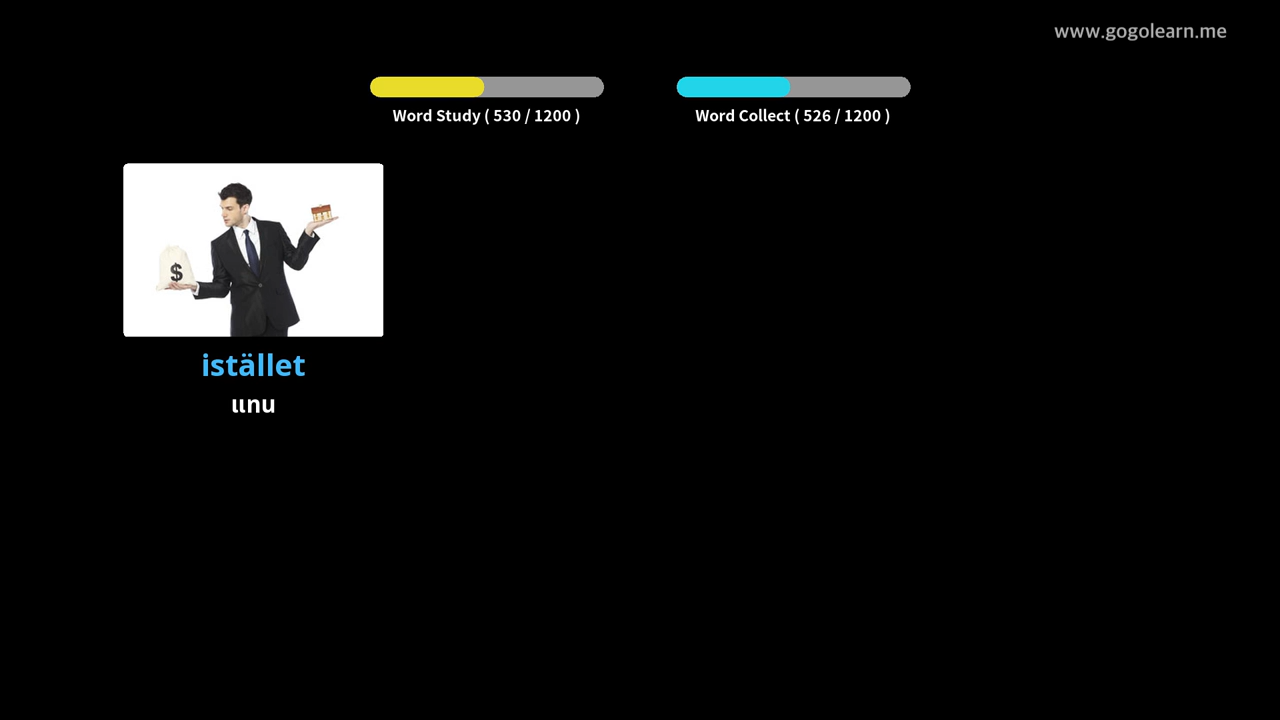 www.gogolearn.me
Word Study ( 530 / 1200 )
Word Collect ( 526 / 1200 )
$
istället
แทน